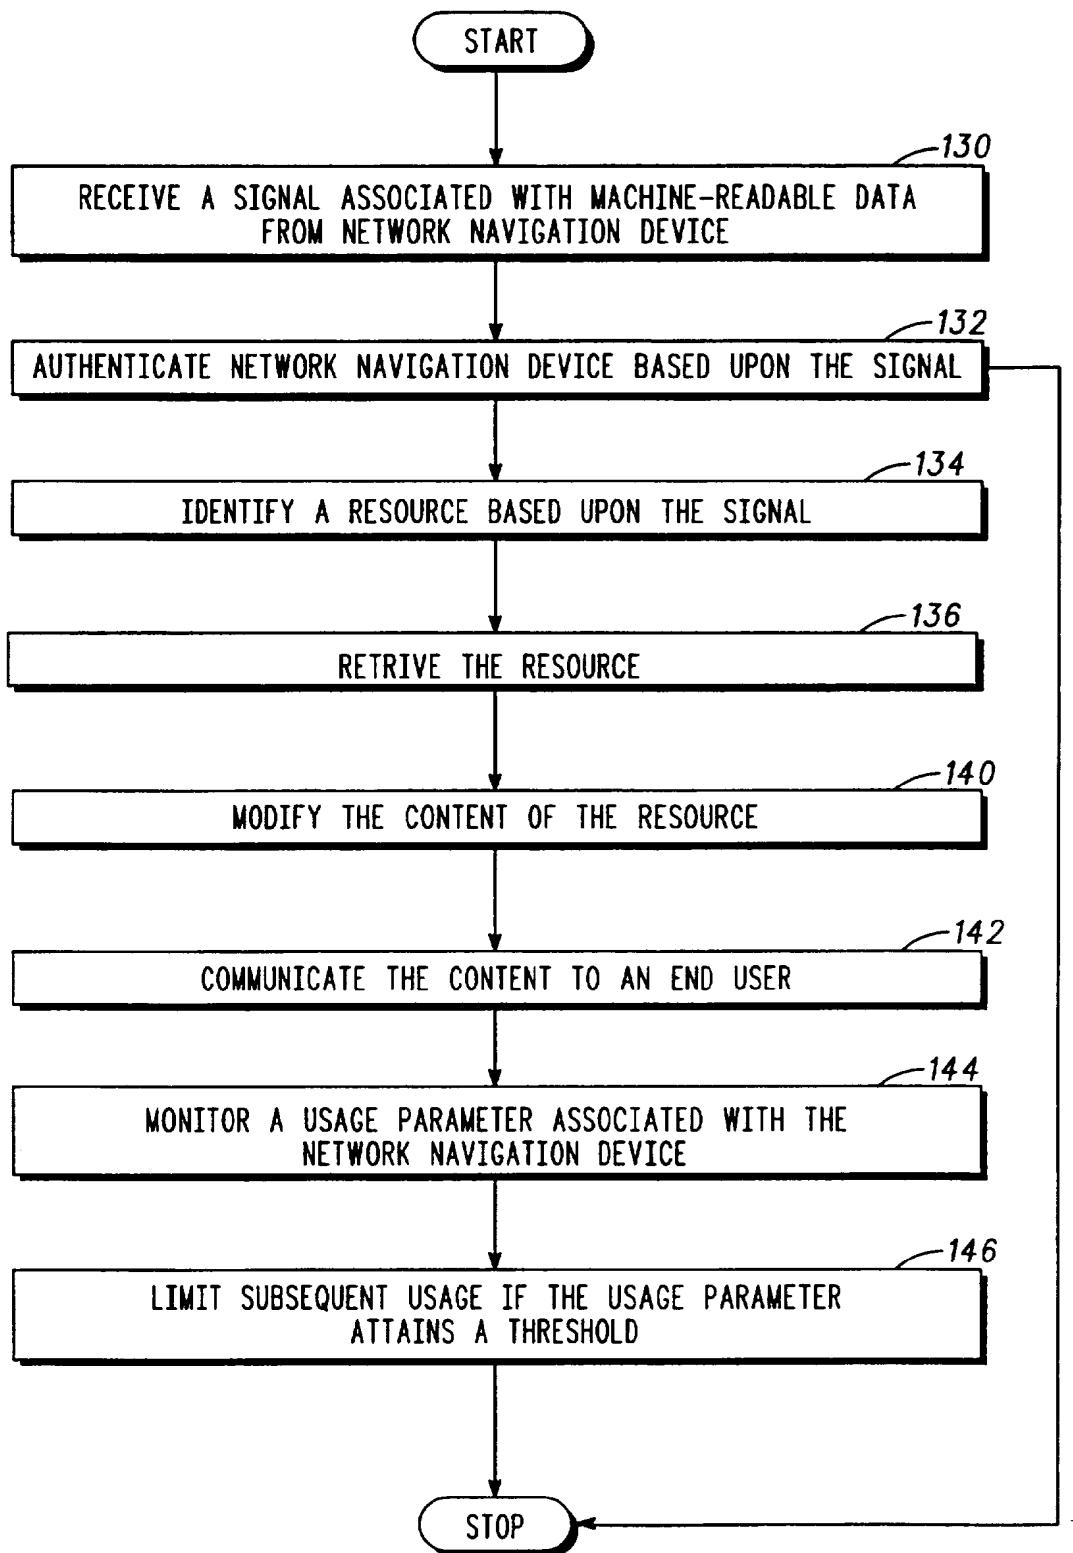 START
130
RECEIVE A SIGNAL ASSOCIATED WITH MACHINE-READABLE DATA
FROM NETWORK NAVIGATION DEVICE
132
AUTHENTICATE NETWORK NAVIGATION DEVICE BASED UPON THE SIGNAL
134
IDENTIFY A RESOURCE BASED UPON THE SIGNAL
136
RETRIVE THE RESOURCE
140
MODIFY THE CONTENT OF THE RESOURCE
142
COMMUNICATE THE CONTENT TO AN END USER
144
MONITOR A USAGE PARAMETER ASSOCIATED WITH THE
NETWORK NAVIGATION DEVICE
146
LIMIT SUBSEQUENT USAGE IF THE USAGE PARAMETER
ATTAINS A THRESHOLD
STOP